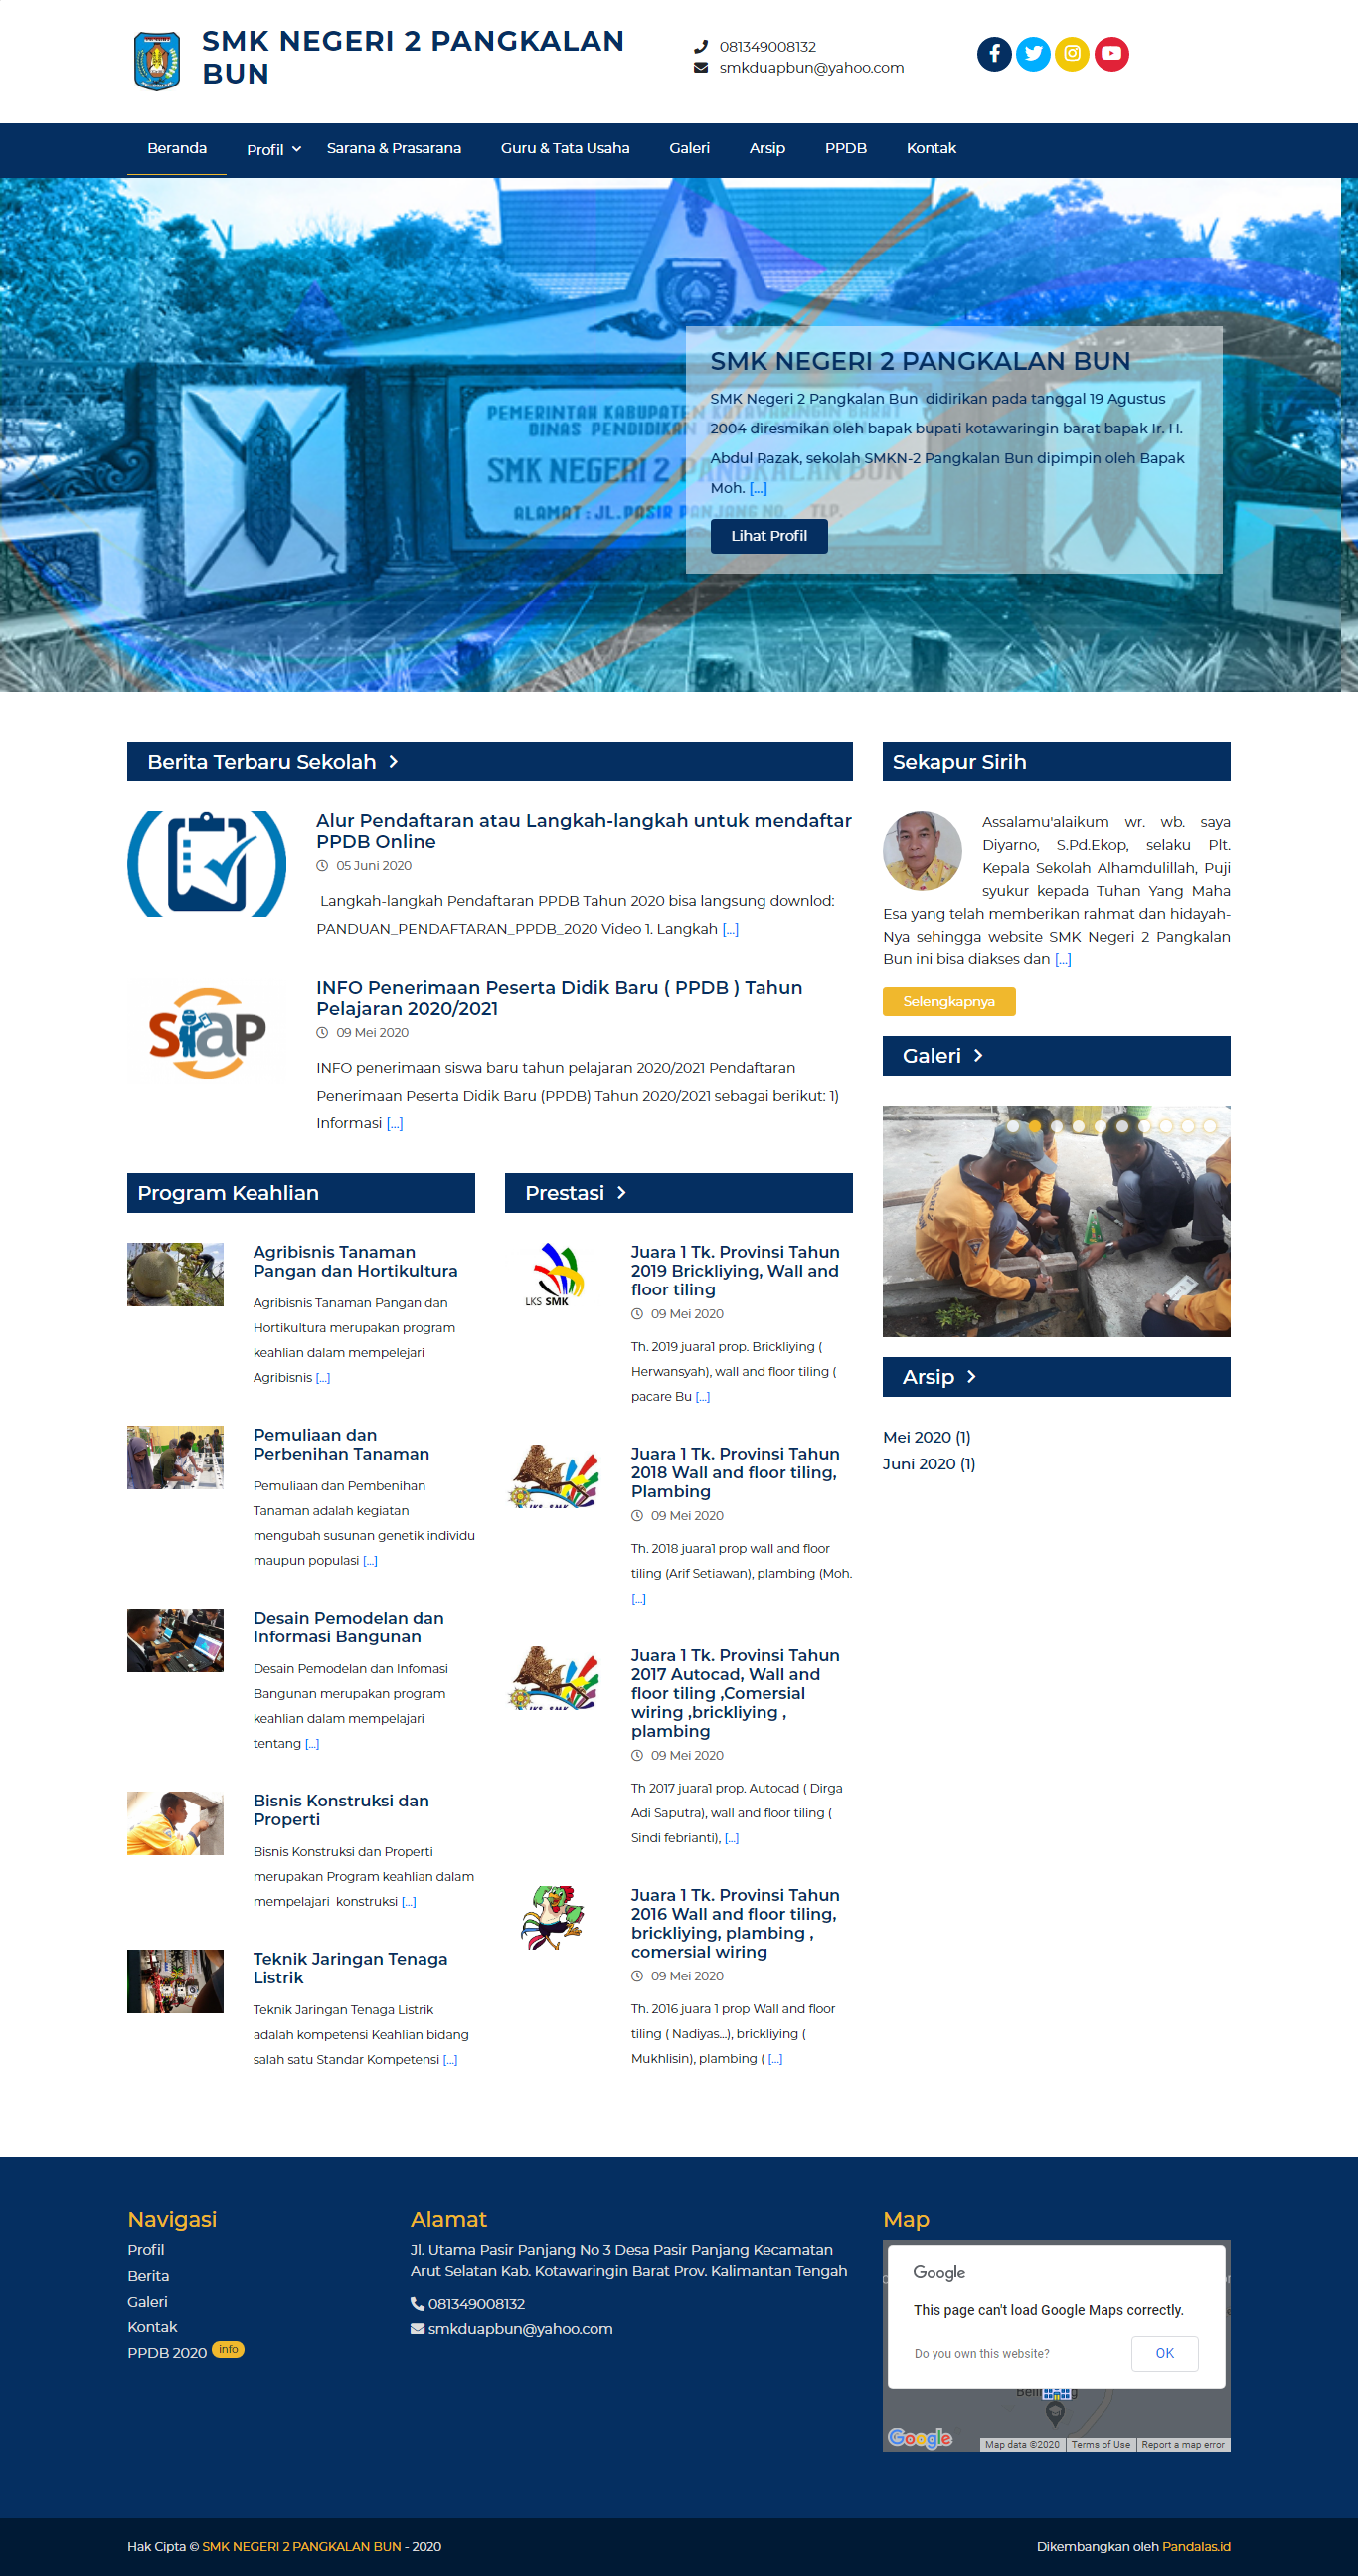 SMK NEGERI 2 PANGKALAN
BUN
081349008132
smkduapbun@yahoo.com
Beranda
Profil
Sarana & Prasarana
Guru & Tata Usaha
Galeri
Arsip
PPDB
Kontak
PEMERINTAH KABUPATEN KOTAWARINGIN BARAT
DINAS PENDIDIKAN
SMK NEGERI 2 PANGKALAN BUN
ALAMAT : JL. PASIR PANJANG NO. TLP.
SMK NEGERI 2 PANGKALAN BUN
SMK Negeri 2 Pangkalan Bun didirikan pada tanggal 19 Agustus
2004 diresmikan oleh bapak bupati kotawaringin barat bapak Ir. H.
Abdul Razak, sekolah SMKN-2 Pangkalan Bun dipimpin oleh Bapak
Moh. [...]
Lihat Profil
Berita Terbaru Sekolah
Alur Pendaftaran atau Langkah-langkah untuk mendaftar
PPDB Online
05 Juni 2020
Langkah-langkah Pendaftaran PPDB Tahun 2020 bisa langsung downlod:
PANDUAN_PENDAFTARAN_PPDB_2020 Video 1. Langkah [...]
SIAP
INFO Penerimaan Peserta Didik Baru ( PPDB ) Tahun
Pelajaran 2020/2021
09 Mei 2020
INFO penerimaan siswa baru tahun pelajaran 2020/2021 Pendaftaran
Penerimaan Peserta Didik Baru (PPDB) Tahun 2020/2021 sebagai berikut: 1)
Informasi [...]
Program Keahlian
Agribisnis Tanaman
Pangan dan Hortikultura
Agribisnis Tanaman Pangan dan
Hortikultura merupakan program
keahlian dalam mempelejari
Agribisnis [...]
Pemuliaan dan
Perbenihan Tanaman
Pemuliaan dan Pembenihan
Tanaman adalah kegiatan
mengubah susunan genetik individu
maupun populasi [...]
Desain Pemodelan dan
Informasi Bangunan
Desain Pemodelan dan Infomasi
Bangunan merupakan program
keahlian dalam mempelajari
tentang [...]
Bisnis Konstruksi dan
Properti
Bisnis Konstruksi dan Properti
merupakan Program keahlian dalam
mempelajari konstruksi [...]
Teknik Jaringan Tenaga
Listrik
Teknik Jaringan Tenaga Listrik
adalah kompetensi Keahlian bidang
salah satu Standar Kompetensi [...]
Prestasi
LKS SMK
Juara 1 Tk. Provinsi Tahun
2019 Brickliying, Wall and
floor tiling
09 Mei 2020
Th. 2019 juara1 prop. Brickliying (
Herwansyah), wall and floor tiling (
pacare Bu [...]
LKS SMK
Juara 1 Tk. Provinsi Tahun
2018 Wall and floor tiling,
Plambing
09 Mei 2020
Th. 2018 juara1 prop wall and floor
tiling (Arif Setiawan), plambing (Moh.
[...]
LKS SMK
Juara 1 Tk. Provinsi Tahun
2017 Autocad, Wall and
floor tiling ,Comersial
wiring ,brickliying ,
plambing
09 Mei 2020
Th 2017 juara1 prop. Autocad ( Dirga
Adi Saputra), wall and floor tiling (
Sindi febrianti), [...]
Juara 1 Tk. Provinsi Tahun
2016 Wall and floor tiling,
brickliying, plambing ,
comersial wiring
09 Mei 2020
Th. 2016 juara 1 prop Wall and floor
tiling ( Nadiyas...), brickliying (
Mukhlisin), plambing ( [...]
Sekapur Sirih
Assalamu'alaikum wr. wb. saya
Diyarno, S.Pd.Ekop, selaku Plt.
Kepala Sekolah Alhamdulillah, Puji
syukur kepada Tuhan Yang Maha
Esa yang telah memberikan rahmat dan hidayah-
Nya sehingga website SMK Negeri 2 Pangkalan
Bun ini bisa diakses dan [...]
Selengkapnya
Galeri
Arsip
Mei 2020 (1)
Juni 2020 (1)
Navigasi
Profil
Berita
Galeri
Kontak
PPDB 2020 info
Alamat
Jl. Utama Pasir Panjang No 3 Desa Pasir Panjang Kecamatan
Arut Selatan Kab. Kotawaringin Barat Prov. Kalimantan Tengah
081349008132
smkduapbun@yahoo.com
Map
Google
This page can't load Google Maps correctly.
Do you own this website?
OK
Google
Map data ©2020
Terms of Use
Report a map error
Hak Cipta © SMK NEGERI 2 PANGKALAN BUN - 2020
Dikembangkan oleh Pandalas.id